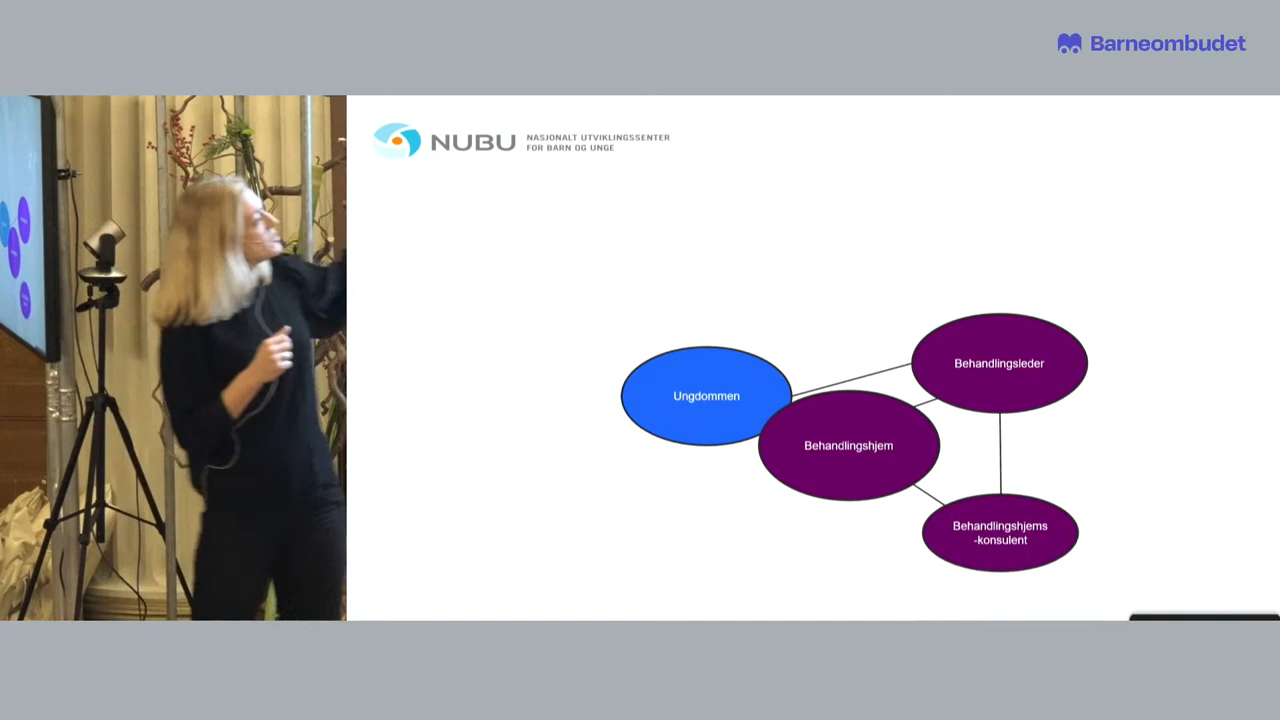 Barneombudet
NUBU
NASJONALT UTVIKLINGSSENTER
FOR BARN OG UNGE
Behandlingsleder
Ungdommen
Behandlingshjem
Behandlingshjems
-konsulent